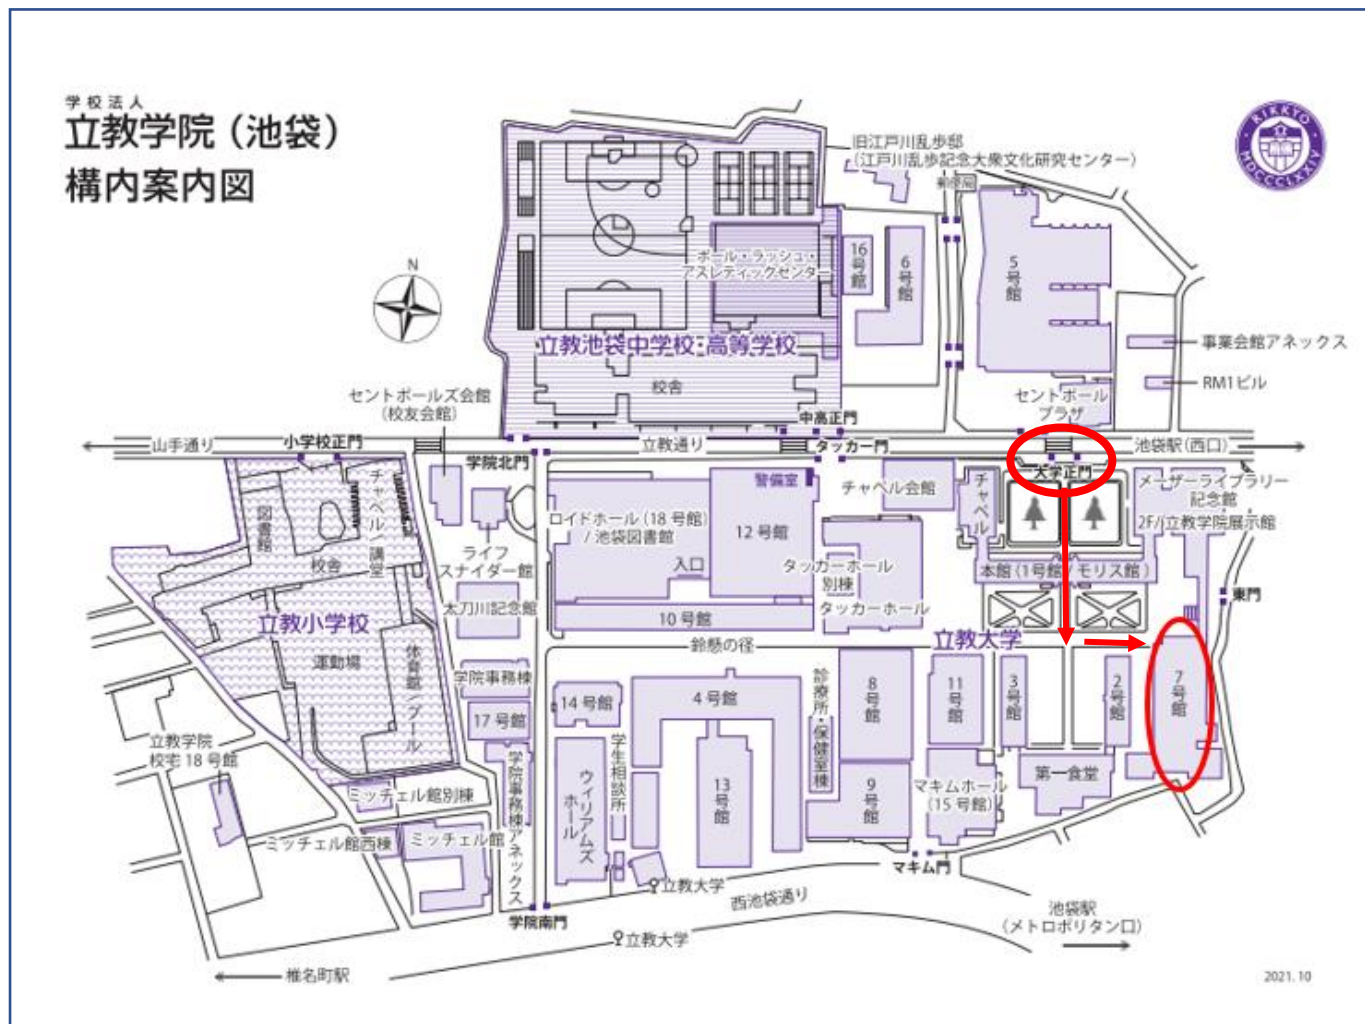 学校法人
立教学院（池袋）
構内案内図
RIKKYO
MDCCCLXXIV
N
旧江戸川乱歩邸
（江戸川乱歩記念大衆文化研究センター）
郵便局
ポール・ラッシュ・
アスレティックセンター
16号館
6号館
5号館
立教池袋中学校・高等学校
校舎
事業会館アネックス
RM1ビル
セントポールズ会館
（校友会館）
セントポール
プラザ
中高正門
山手通り
小学校正門
学院北門
立教通り
タッカー門
大学正門
池袋駅（西口）
図書館
チャペル／講堂
校舎
ライフ
スナイダー館
ロイドホール（18号館）
／池袋図書館
入口
警備室
12号館
チャペル会館
チャペル
メーザーライブラリー
記念館
2F/立教学院展示館
タッカーホール
別棟
タッカーホール
本館（1号館／モリス館）
東門
太刀川記念館
10号館
立教小学校
鈴懸の径
立教大学
運動場
体育館／プール
学院事務棟
17号館
14号館
4号館
診療所・保健室棟
8号館
11号館
3号館
2号館
7号館
立教学院
校宅18号館
学院事務棟アネックス
ウィリアムズ
ホール
学生相談所
13号館
9号館
マキムホール
（15号館）
第一食堂
ミッチェル館別棟
ミッチェル館西棟
ミッチェル館
マキム門
立教大学
西池袋通り
学院南門
立教大学
池袋駅
（メトロポリタン口）
椎名町駅
2021.10